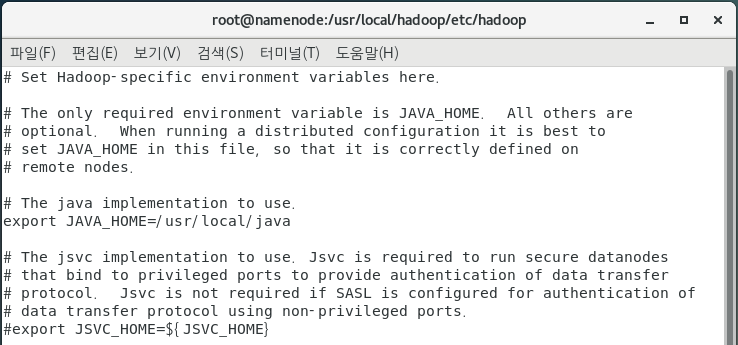 root@namenode:/usr/local/hadoop/etc/hadoop
파일(F) 편집(E) 보기(V) 검색(S) 터미널(T) 도움말(H)
# Set Hadoop-specific environment variables here.
# The only required environment variable is JAVA_HOME.  All others are
# optional.  When running a distributed configuration it is best to
# set JAVA_HOME in this file, so that it is correctly defined on
# remote nodes.
# The java implementation to use.
export JAVA_HOME=/usr/local/java
# The jsvc implementation to use. Jsvc is required to run secure datanodes
# that bind to privileged ports to provide authentication of data transfer
# protocol.  Jsvc is not required if SASL is configured for authentication of
# data transfer protocol using non-privileged ports.
#export JSVC_HOME=${JSVC_HOME}